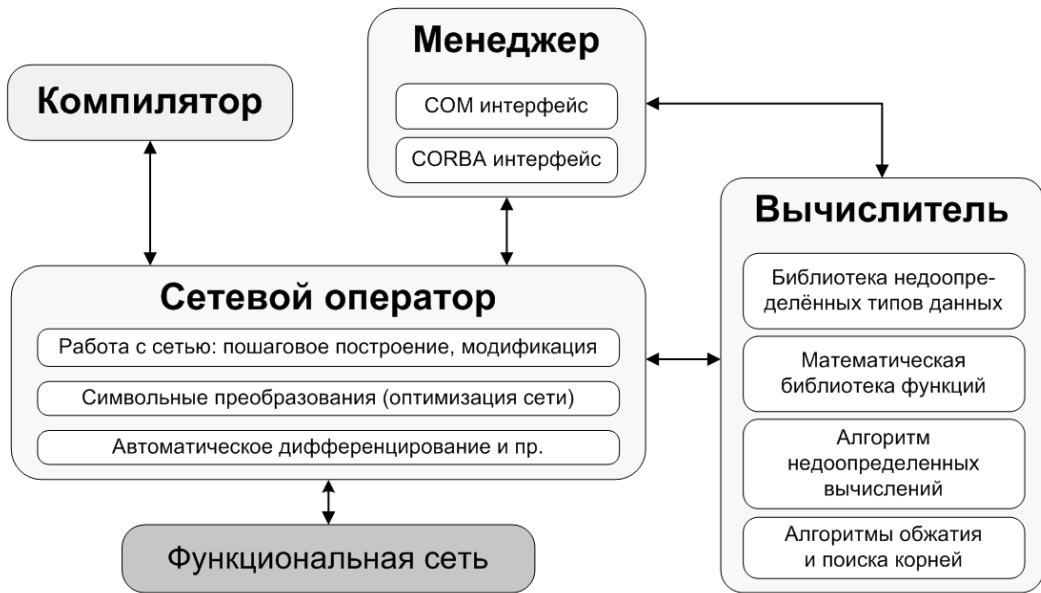 Менеджер
COM интерфейс
CORBA интерфейс
Компилятор
Вычислитель
Библиотека недоопре-
делённых типов данных
Математическая
библиотека функций
Алгоритм
недоопределенных
вычислений
Алгоритмы обжатия
и поиска корней
Сетевой оператор
Работа с сетью: пошаговое построение, модификация
Символьные преобразования (оптимизация сети)
Автоматическое дифференцирование и пр.
Функциональная сеть